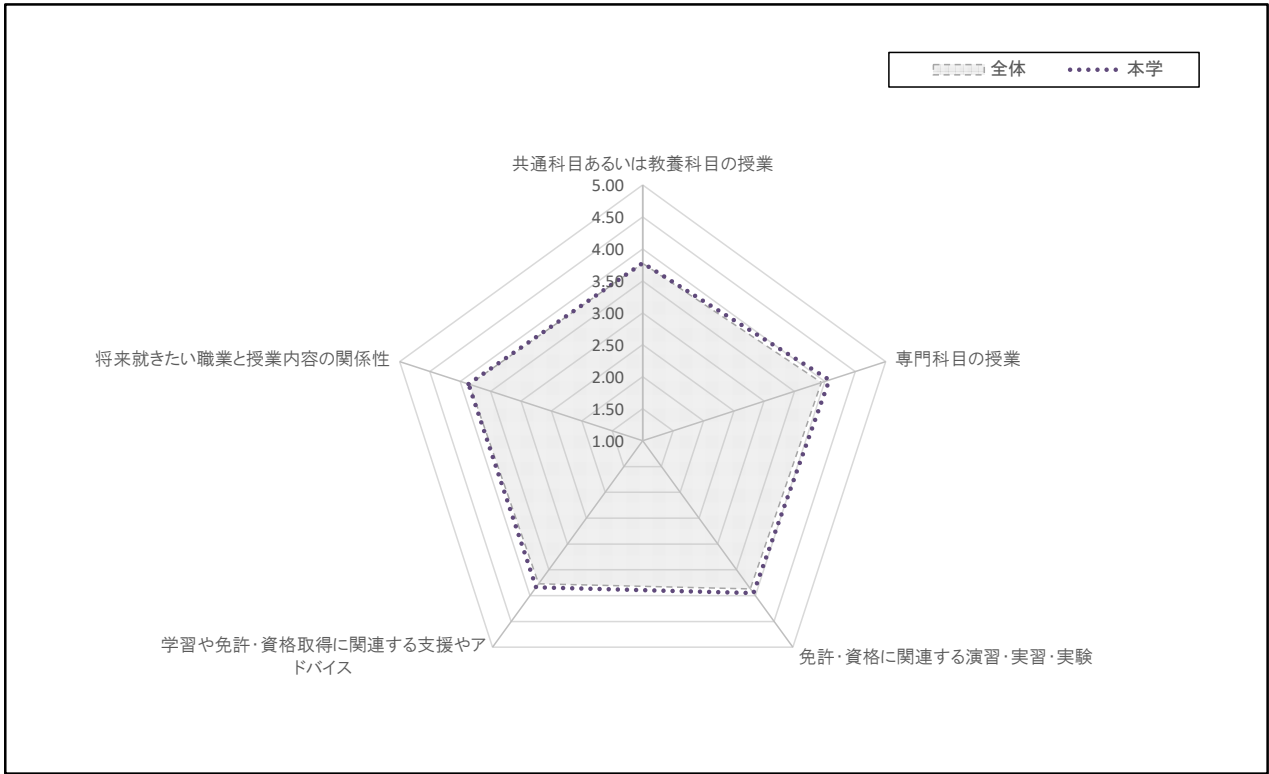 全体
本学
共通科目あるいは教養科目の授業
5.00
4.50
4.00
3.50
3.00
2.50
2.00
1.50
1.00
将来就きたい職業と授業内容の関係性
専門科目の授業
学習や免許・資格取得に関連する支援やア
ドバイス
免許・資格に関連する演習・実習・実験